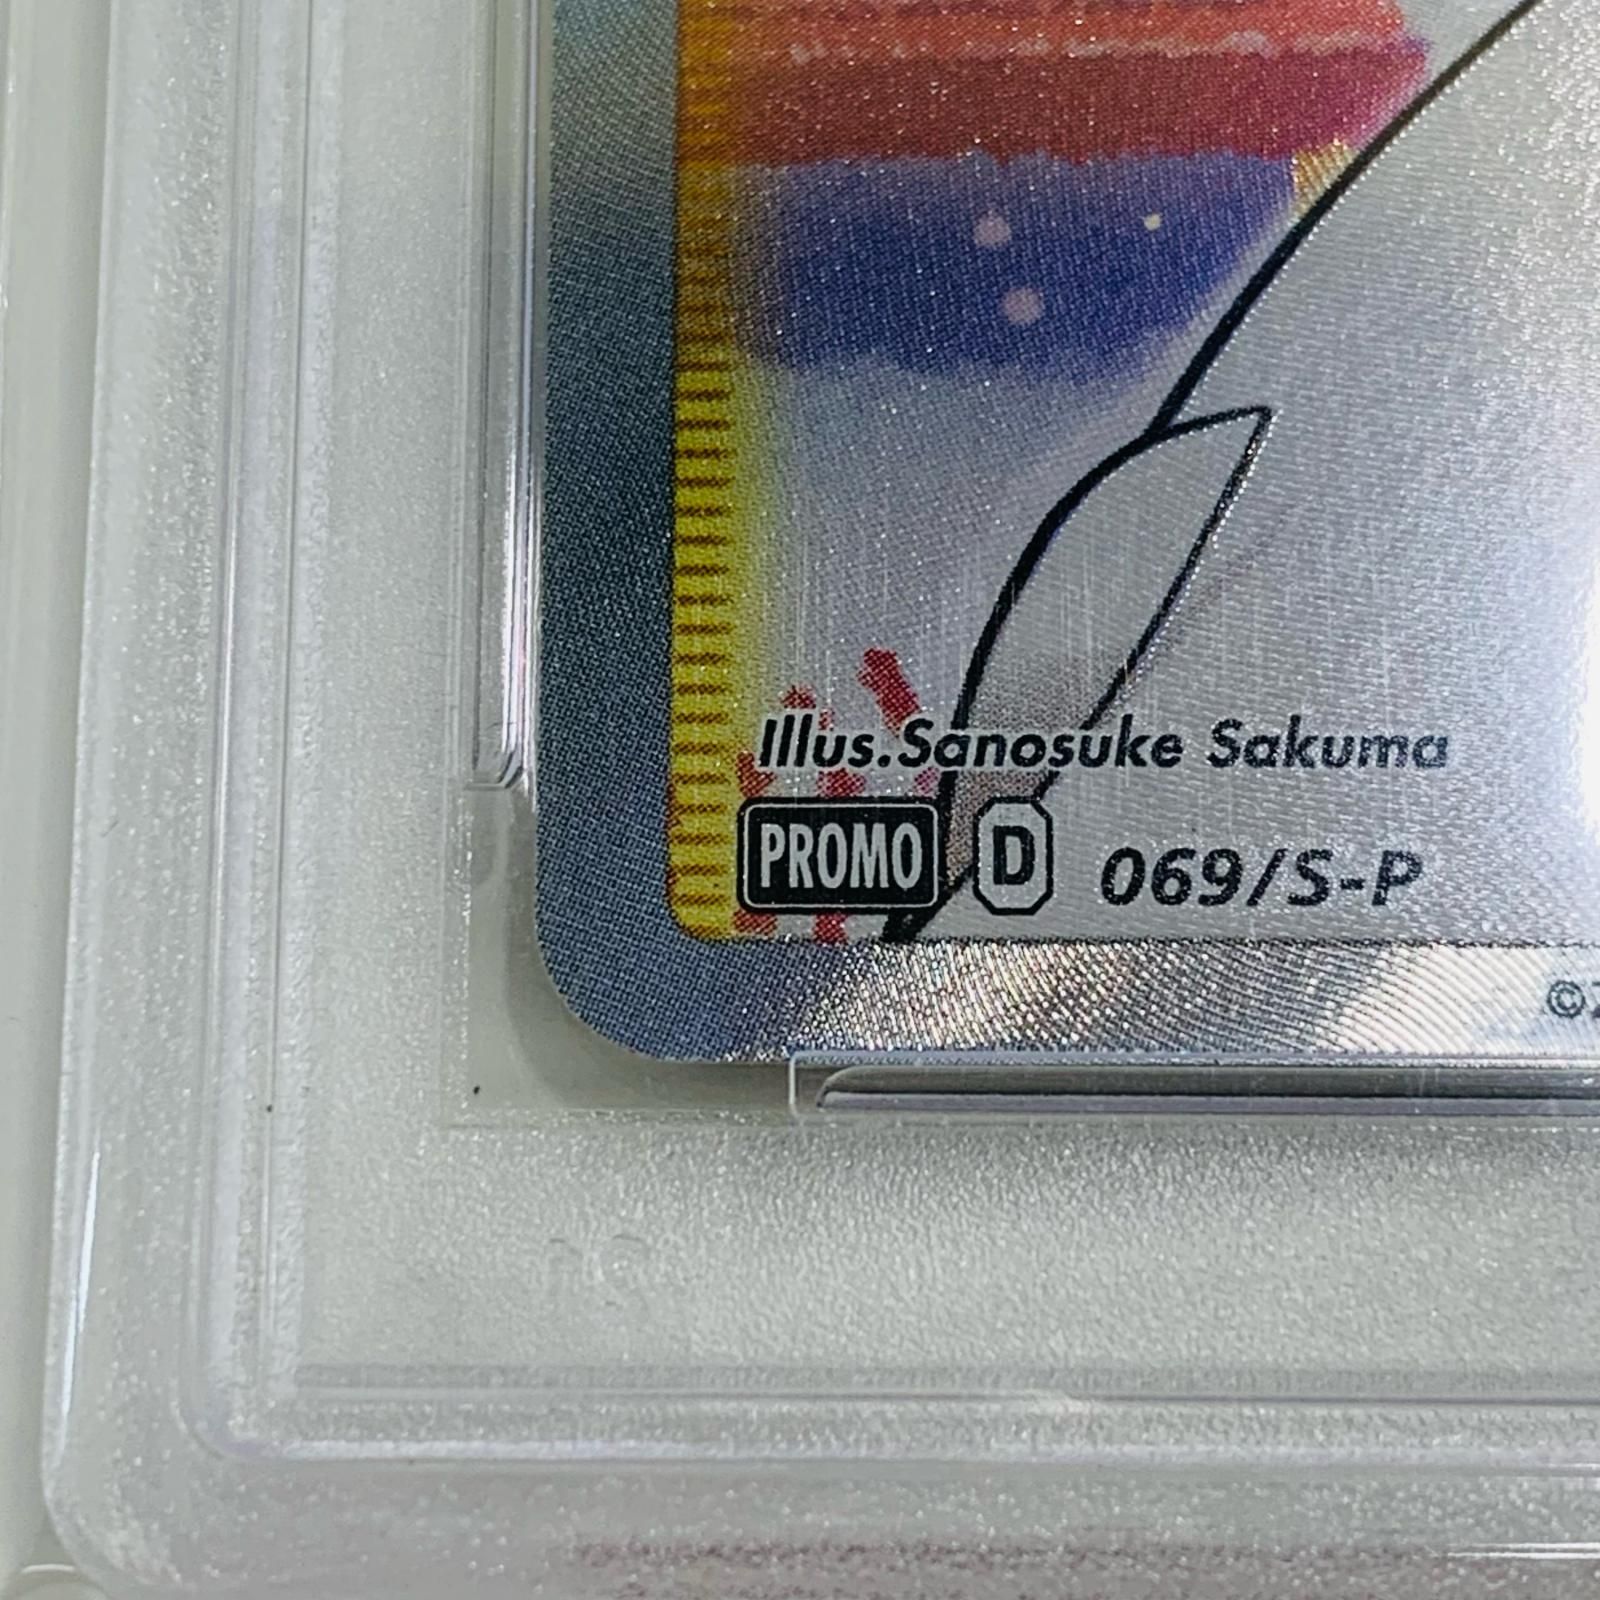 Illus.Sanosuke Sakuma
PROMO D 069/S-P
©